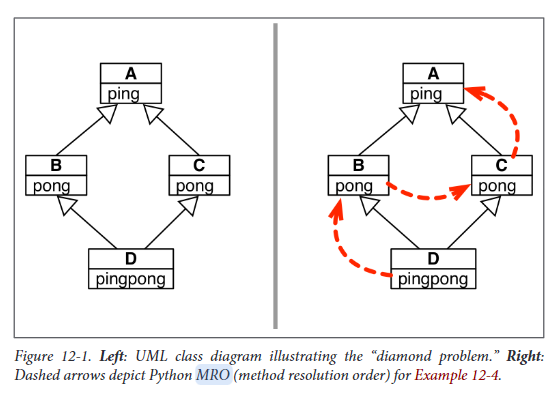 A
ping
B
pong
C
pong
D
pingpong
A
ping
B
pong
C
pong
D
pingpong
Figure 12-1. Left: UML class diagram illustrating the “diamond problem.” Right:
Dashed arrows depict Python MRO (method resolution order) for Example 12-4.